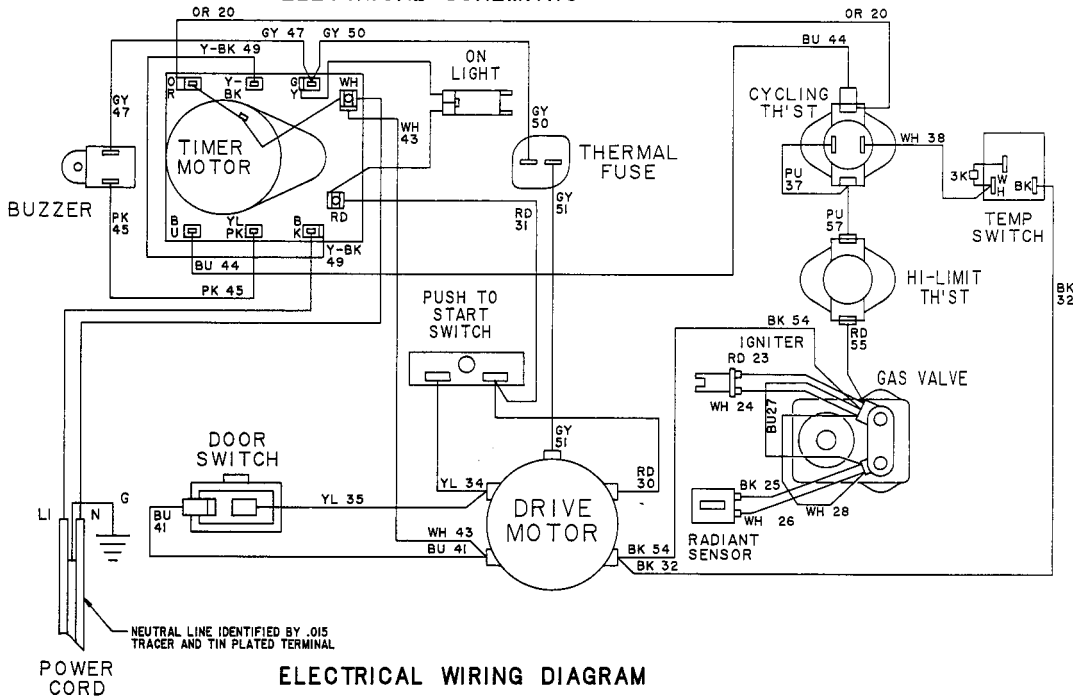 OR 20
GY 47
GY 50
OR 20
Y-BK 49
BU 44
ON
LIGHT
O
R
Y-
BK
G
Y
WH
CYCLING
TH'ST
GY
47
WH
43
GY
50
TIMER
MOTOR
THERMAL
FUSE
WH 38
PU
37
3K
W
H
BK
BUZZER
GY
51
TEMP
SWITCH
PK
45
RD
RD
31
B
U
YL
PK
B
K
Y-BK
49
PU
57
BU 44
PK 45
HI-LIMIT
TH'ST
BK
32
PUSH TO
START
SWITCH
BK 54
RD
55
IGNITER
RD 23
GAS VALVE
WH 24
BU27
DOOR
SWITCH
GY
51
YL 34
RD
30
YL 35
BK 25
WH 26
WH 28
LI
N
G
BU
41
DRIVE
MOTOR
WH 43
BU 41
BK 54
BK 32
RADIANT
SENSOR
NEUTRAL LINE IDENTIFIED BY .015
TRACER AND TIN PLATED TERMINAL
POWER
CORD
ELECTRICAL WIRING DIAGRAM